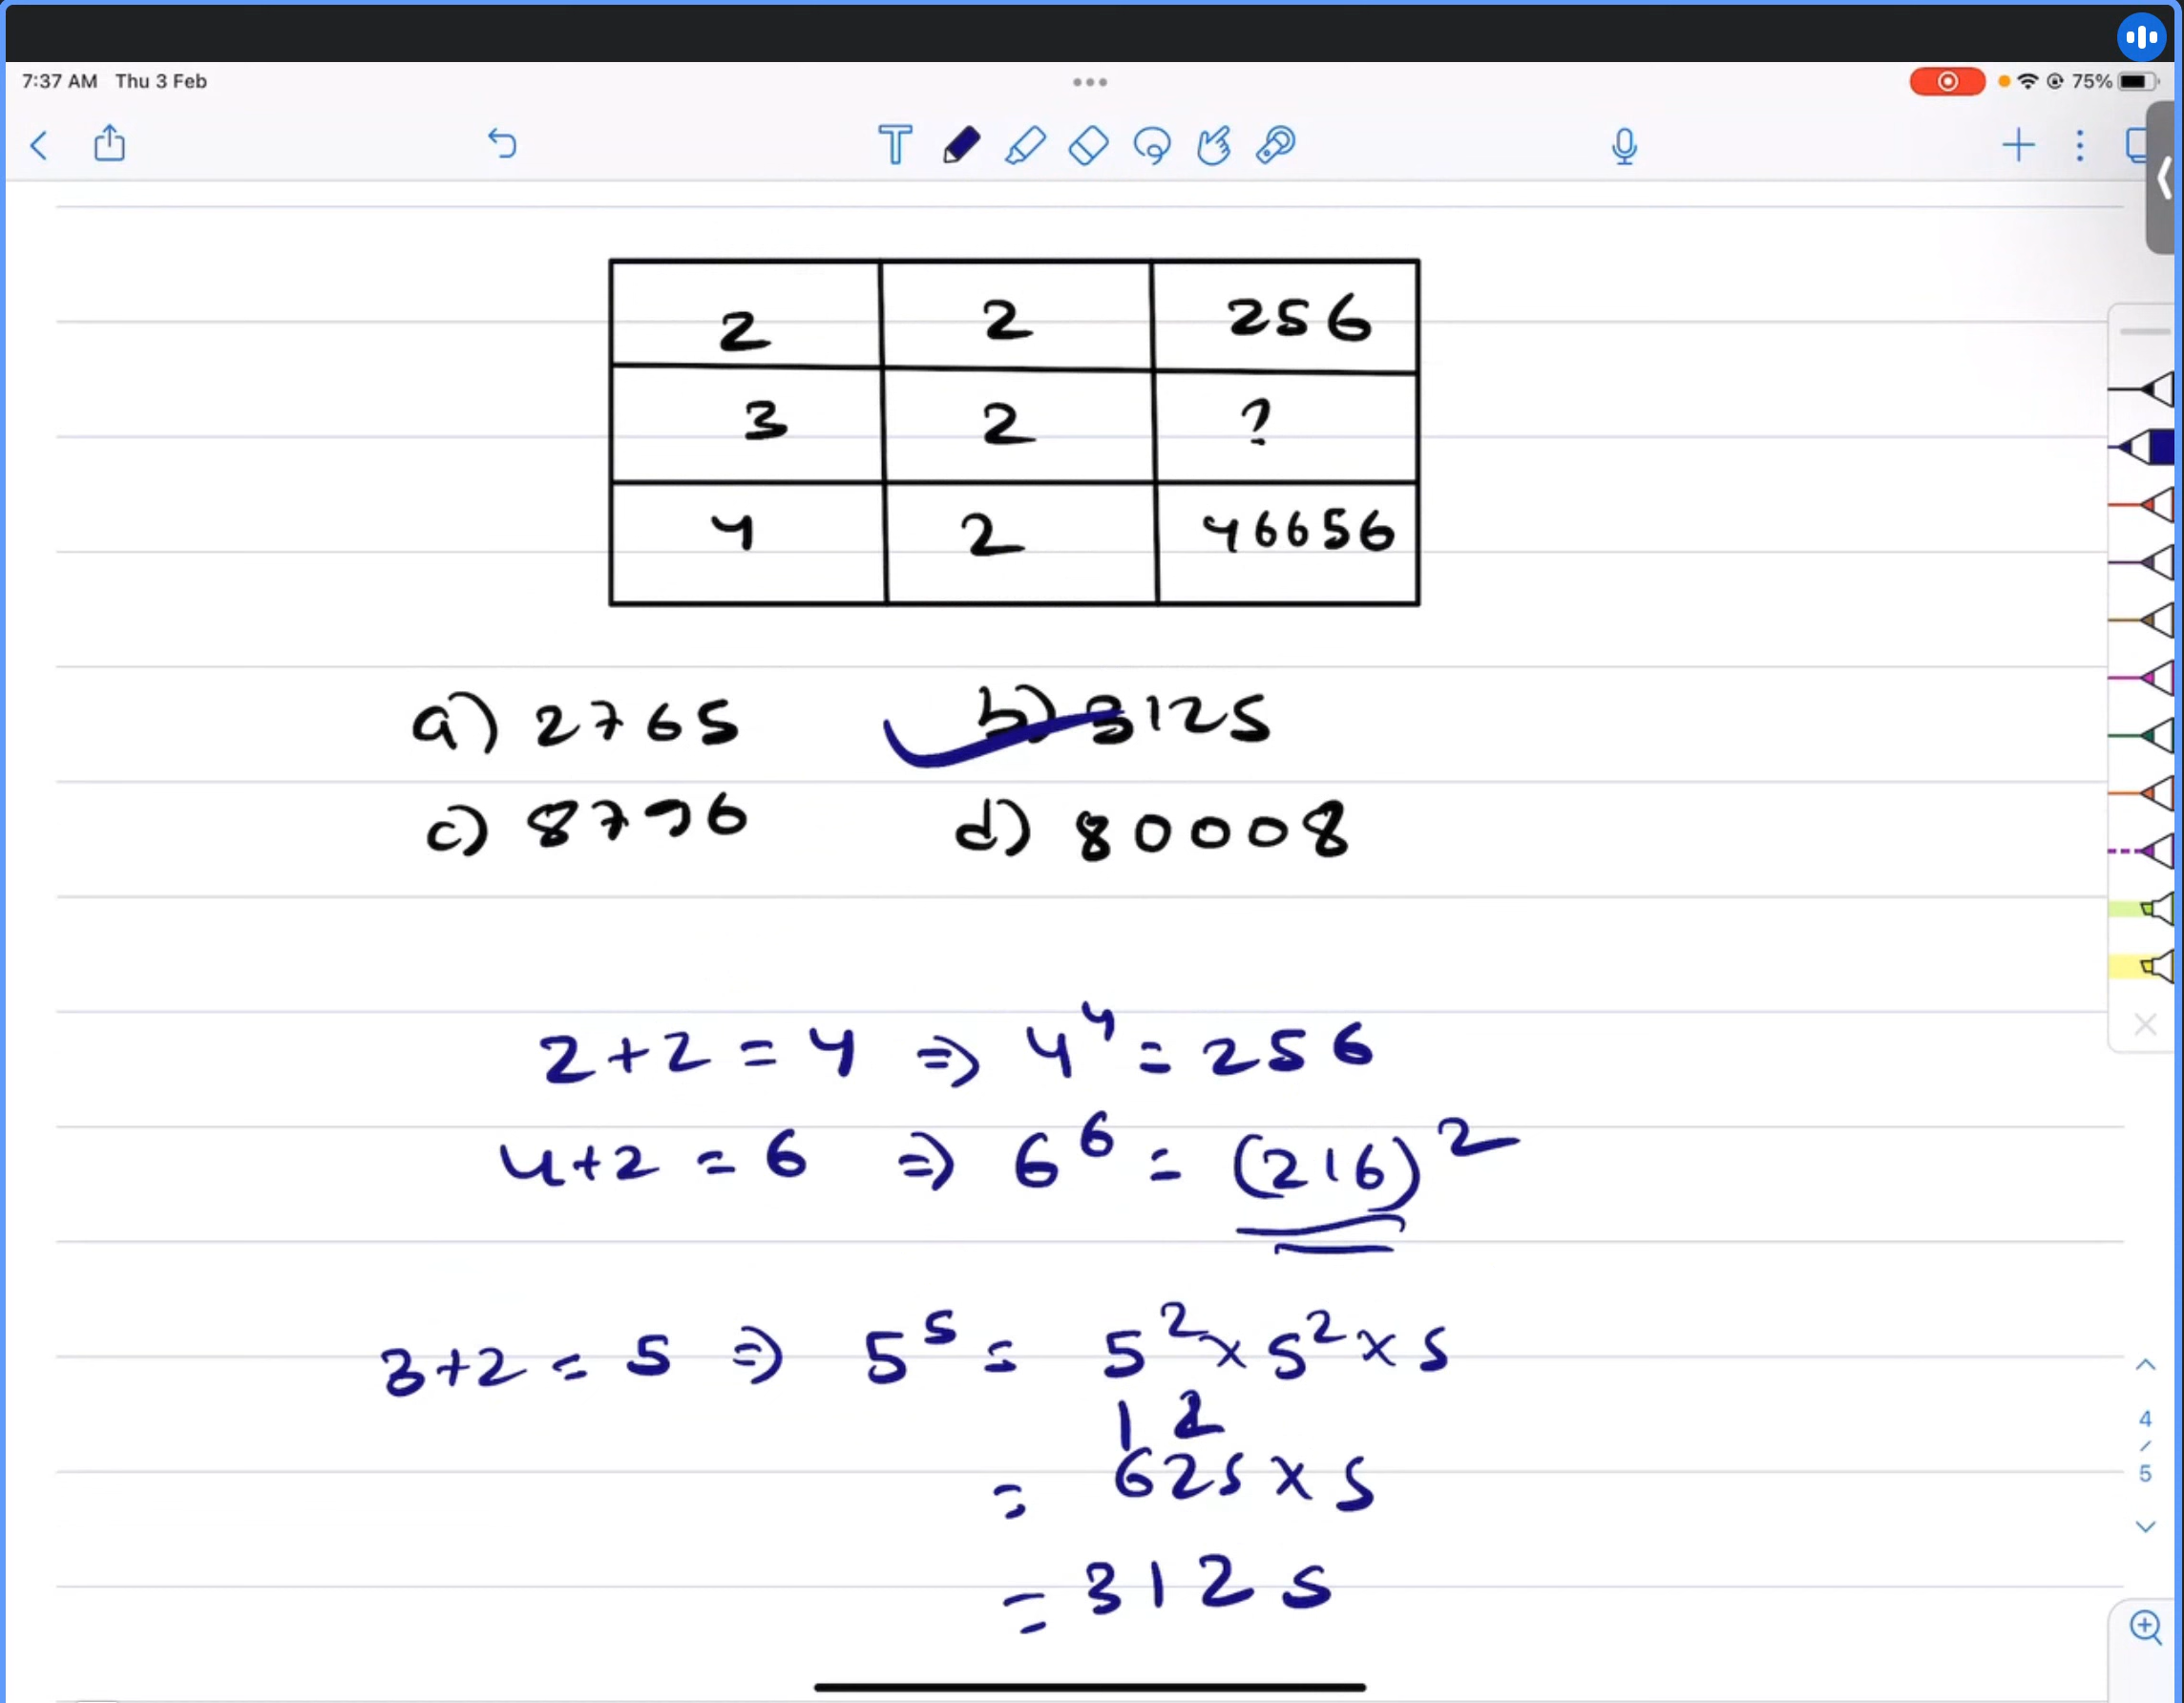 7:37 AM Thu 3 Feb
75%
2 2 256
3 2 ?
4 2 46656
a) 2765 b) 3125
c) 8776 d) 80008
2+2 = 4 ⇒ 4⁴ = 256
4+2 = 6 ⇒ 6⁶ = (216)²
3+2 = 5 ⇒ 5⁵ = 5² x 5² x 5
1 2
= 625 x 5
= 3125
4 / 5